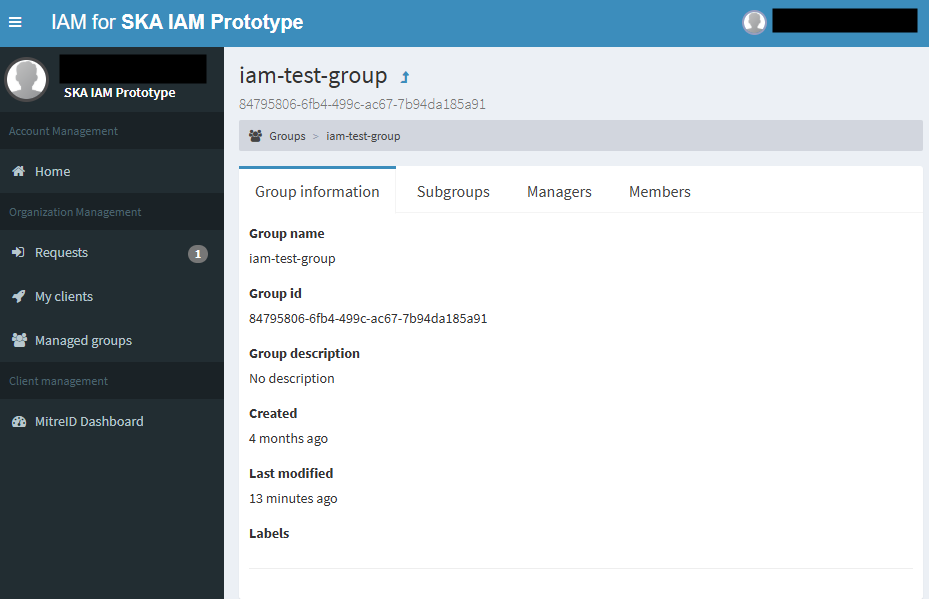 IAM for SKA IAM Prototype
SKA IAM Prototype
Account Management
Home
Organization Management
Requests 1
My clients
Managed groups
Client management
MitreID Dashboard
iam-test-group
84795806-6fb4-499c-ac67-7b94da185a91
Groups > iam-test-group
Group information Subgroups Managers Members
Group name
iam-test-group
Group id
84795806-6fb4-499c-ac67-7b94da185a91
Group description
No description
Created
4 months ago
Last modified
13 minutes ago
Labels